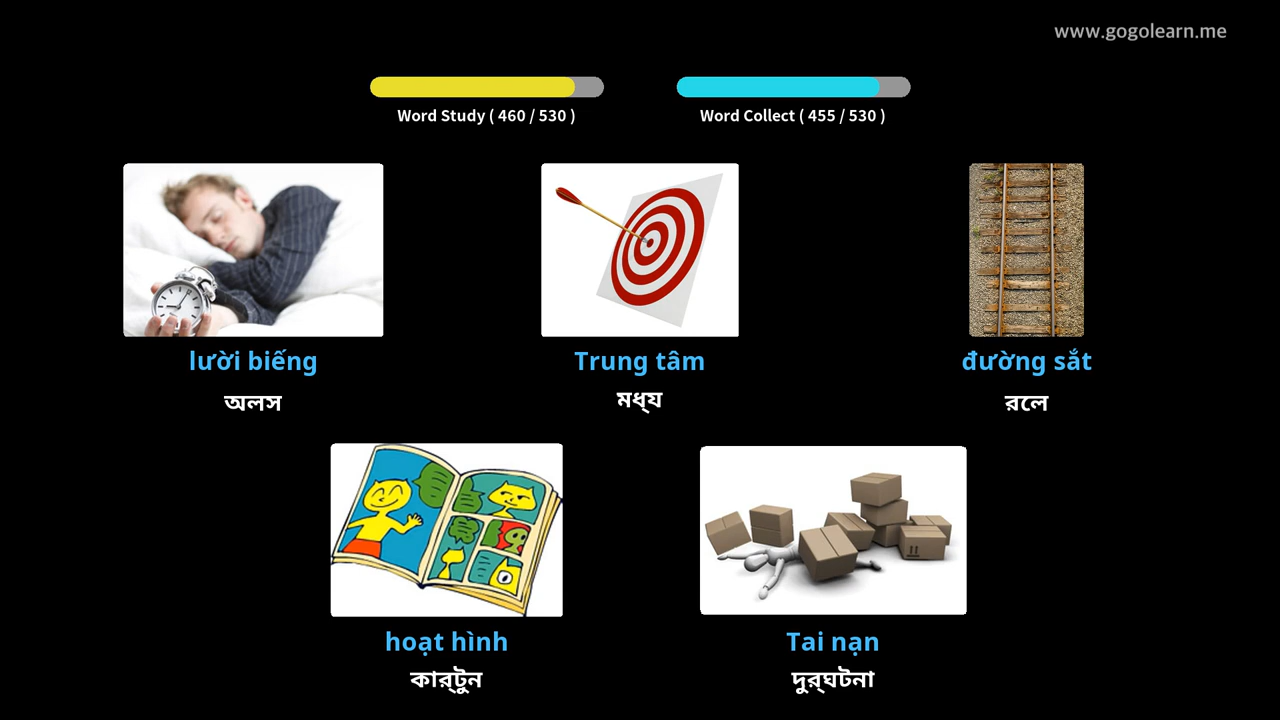 www.gogolearn.me
Word Study ( 460 / 530 )
Word Collect ( 455 / 530 )
lười biếng
Trung tâm
đường sắt
অলস
মধ্য
রলে
hoạt hình
Tai nạn
কার্টুন
দুর্ঘটনা